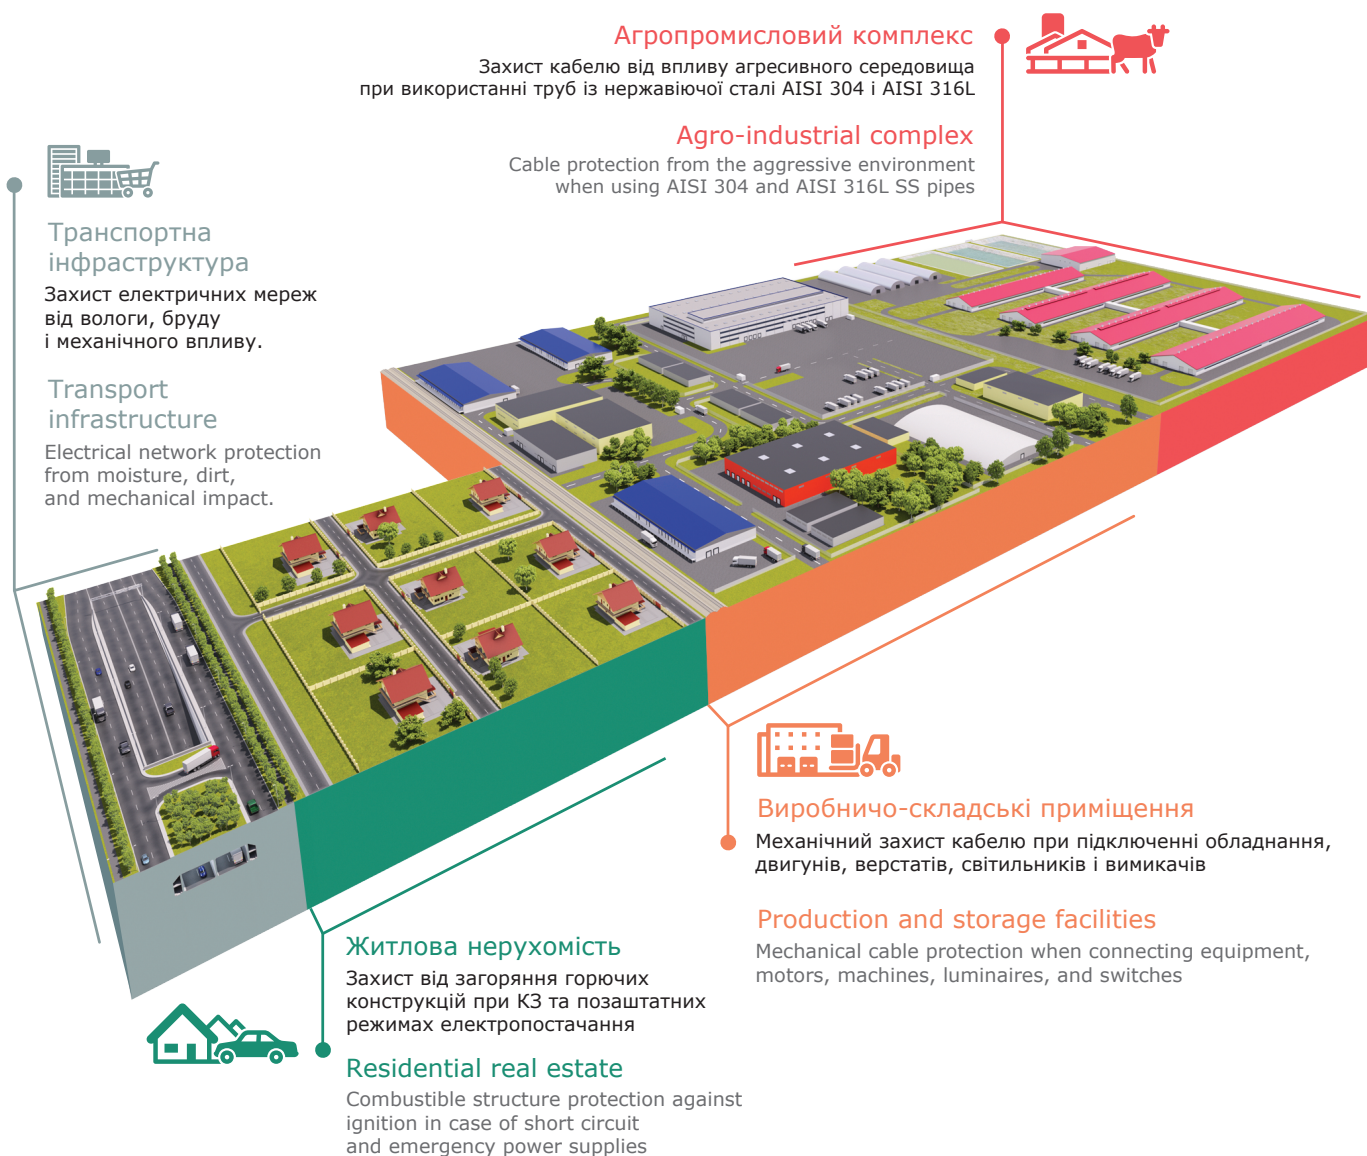 Агропромисловий комплекс
Захист кабелю від впливу агресивного середовища
при використанні труб із нержавіючої сталі AISI 304 і AISI 316L
Agro-industrial complex
Cable protection from the aggressive environment
when using AISI 304 and AISI 316L SS pipes
Транспортна
інфраструктура
Захист електричних мереж
від вологи, бруду
і механічного впливу.
Transport
infrastructure
Electrical network protection
from moisture, dirt,
and mechanical impact.
Виробничо-складські приміщення
Механічний захист кабелю при підключенні обладнання,
двигунів, верстатів, світильників і вимикачів
Production and storage facilities
Mechanical cable protection when connecting equipment,
motors, machines, luminaires, and switches
Житлова нерухомість
Захист від загоряння горючих
конструкцій при КЗ та позаштатних
режимах електропостачання
Residential real estate
Combustible structure protection against
ignition in case of short circuit
and emergency power supplies